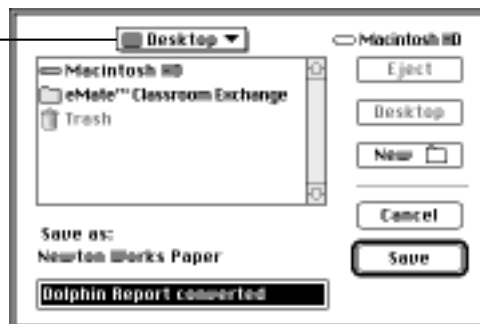 Desktop
Macintosh HD
Macintosh HD
eMate™ Classroom Exchange
Trash
Eject
Desktop
New
Cancel
Save
Save as:
Newton Works Paper
Dolphin Report converted